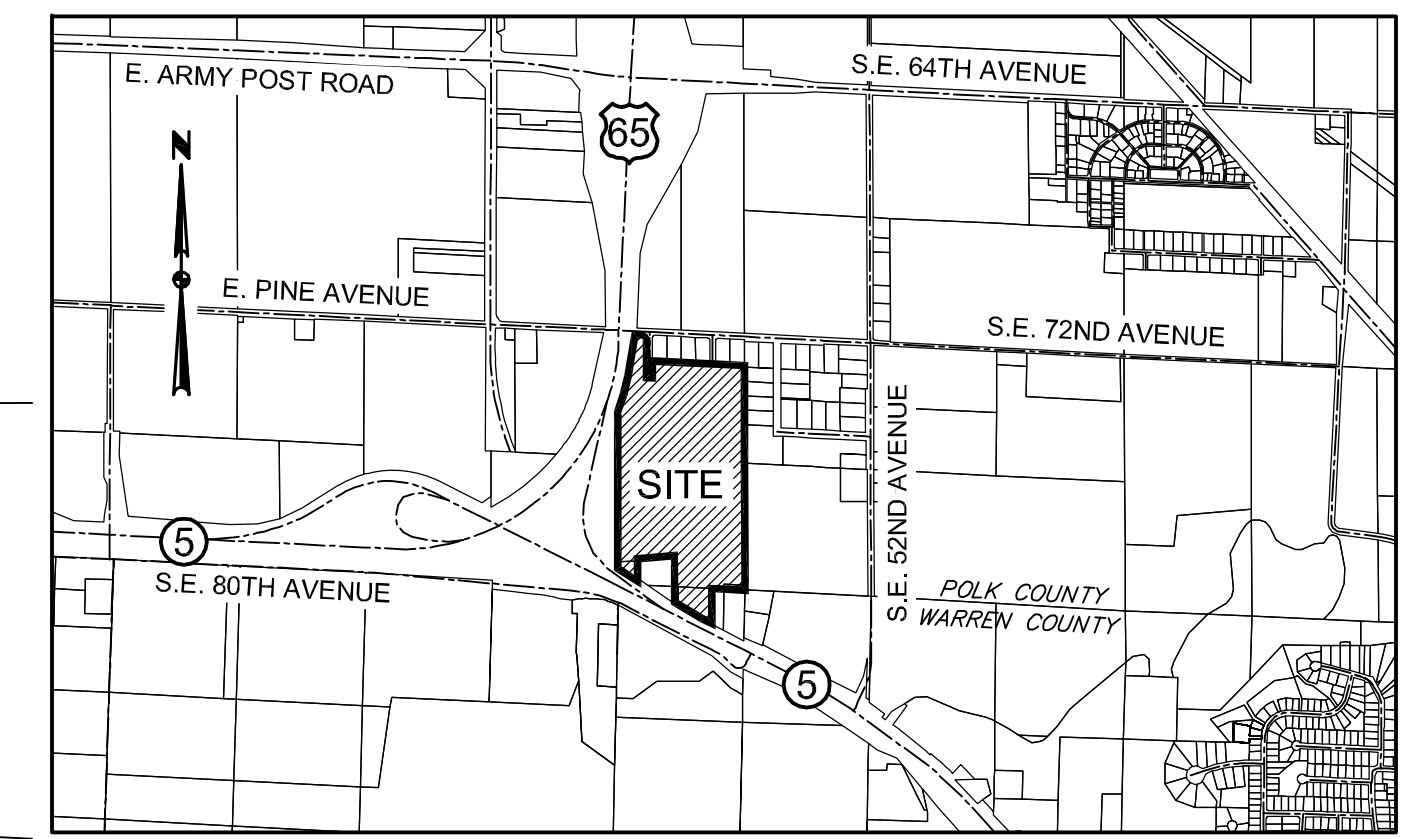 E. ARMY POST ROAD
S.E. 64TH AVENUE
65
N
E. PINE AVENUE
S.E. 72ND AVENUE
S.E. 52ND AVENUE
SITE
5
S.E. 80TH AVENUE
POLK COUNTY
WARREN COUNTY
5